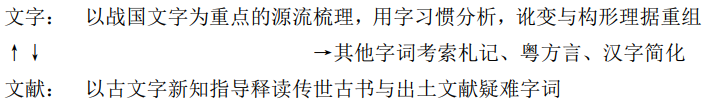 文字： 以战国文字为重点的源流梳理，用字习惯分析，讹变与构形理据重组
↑↓ →其他字词考索札记、粤方言、汉字简化
文献： 以古文字新知指导释读传世古书与出土文献疑难字词